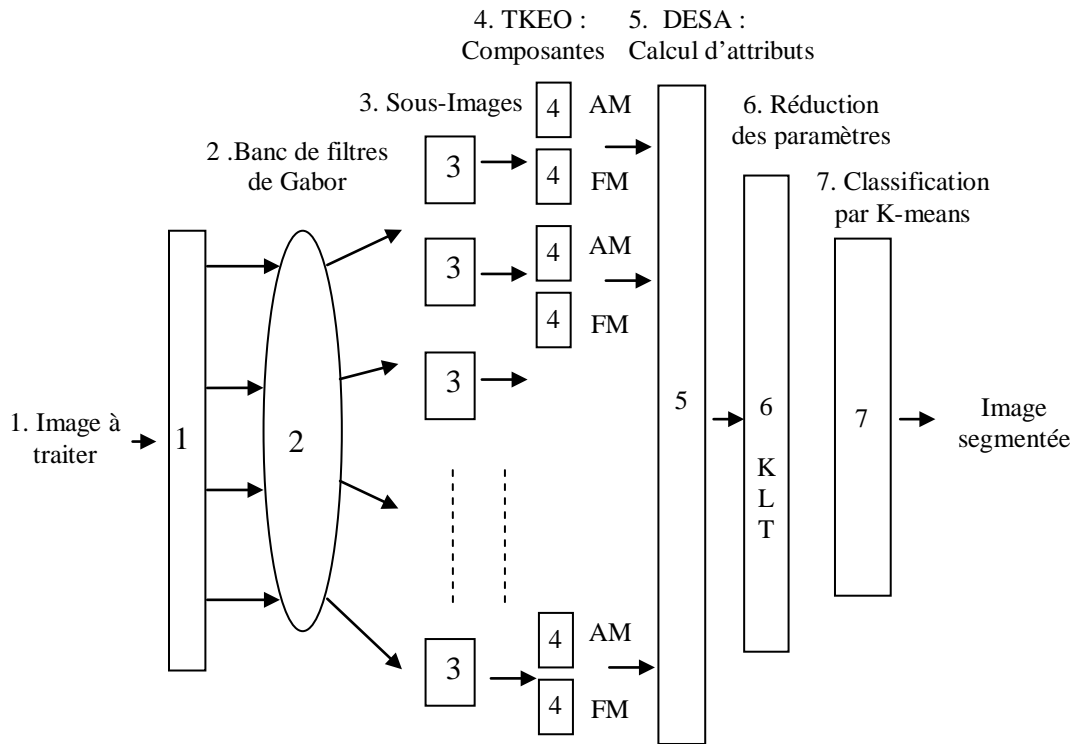 4. TKEO :
Composantes
5. DESA :
Calcul d'attributs
3. Sous-Images
6. Réduction
des paramètres
2 .Banc de filtres
de Gabor
7. Classification
par K-means
1. Image à
traiter
1
2
3
4
AM
4
FM
3
4
AM
4
FM
3
3
4
AM
4
FM
5
6
K
L
T
7
Image
segmentée